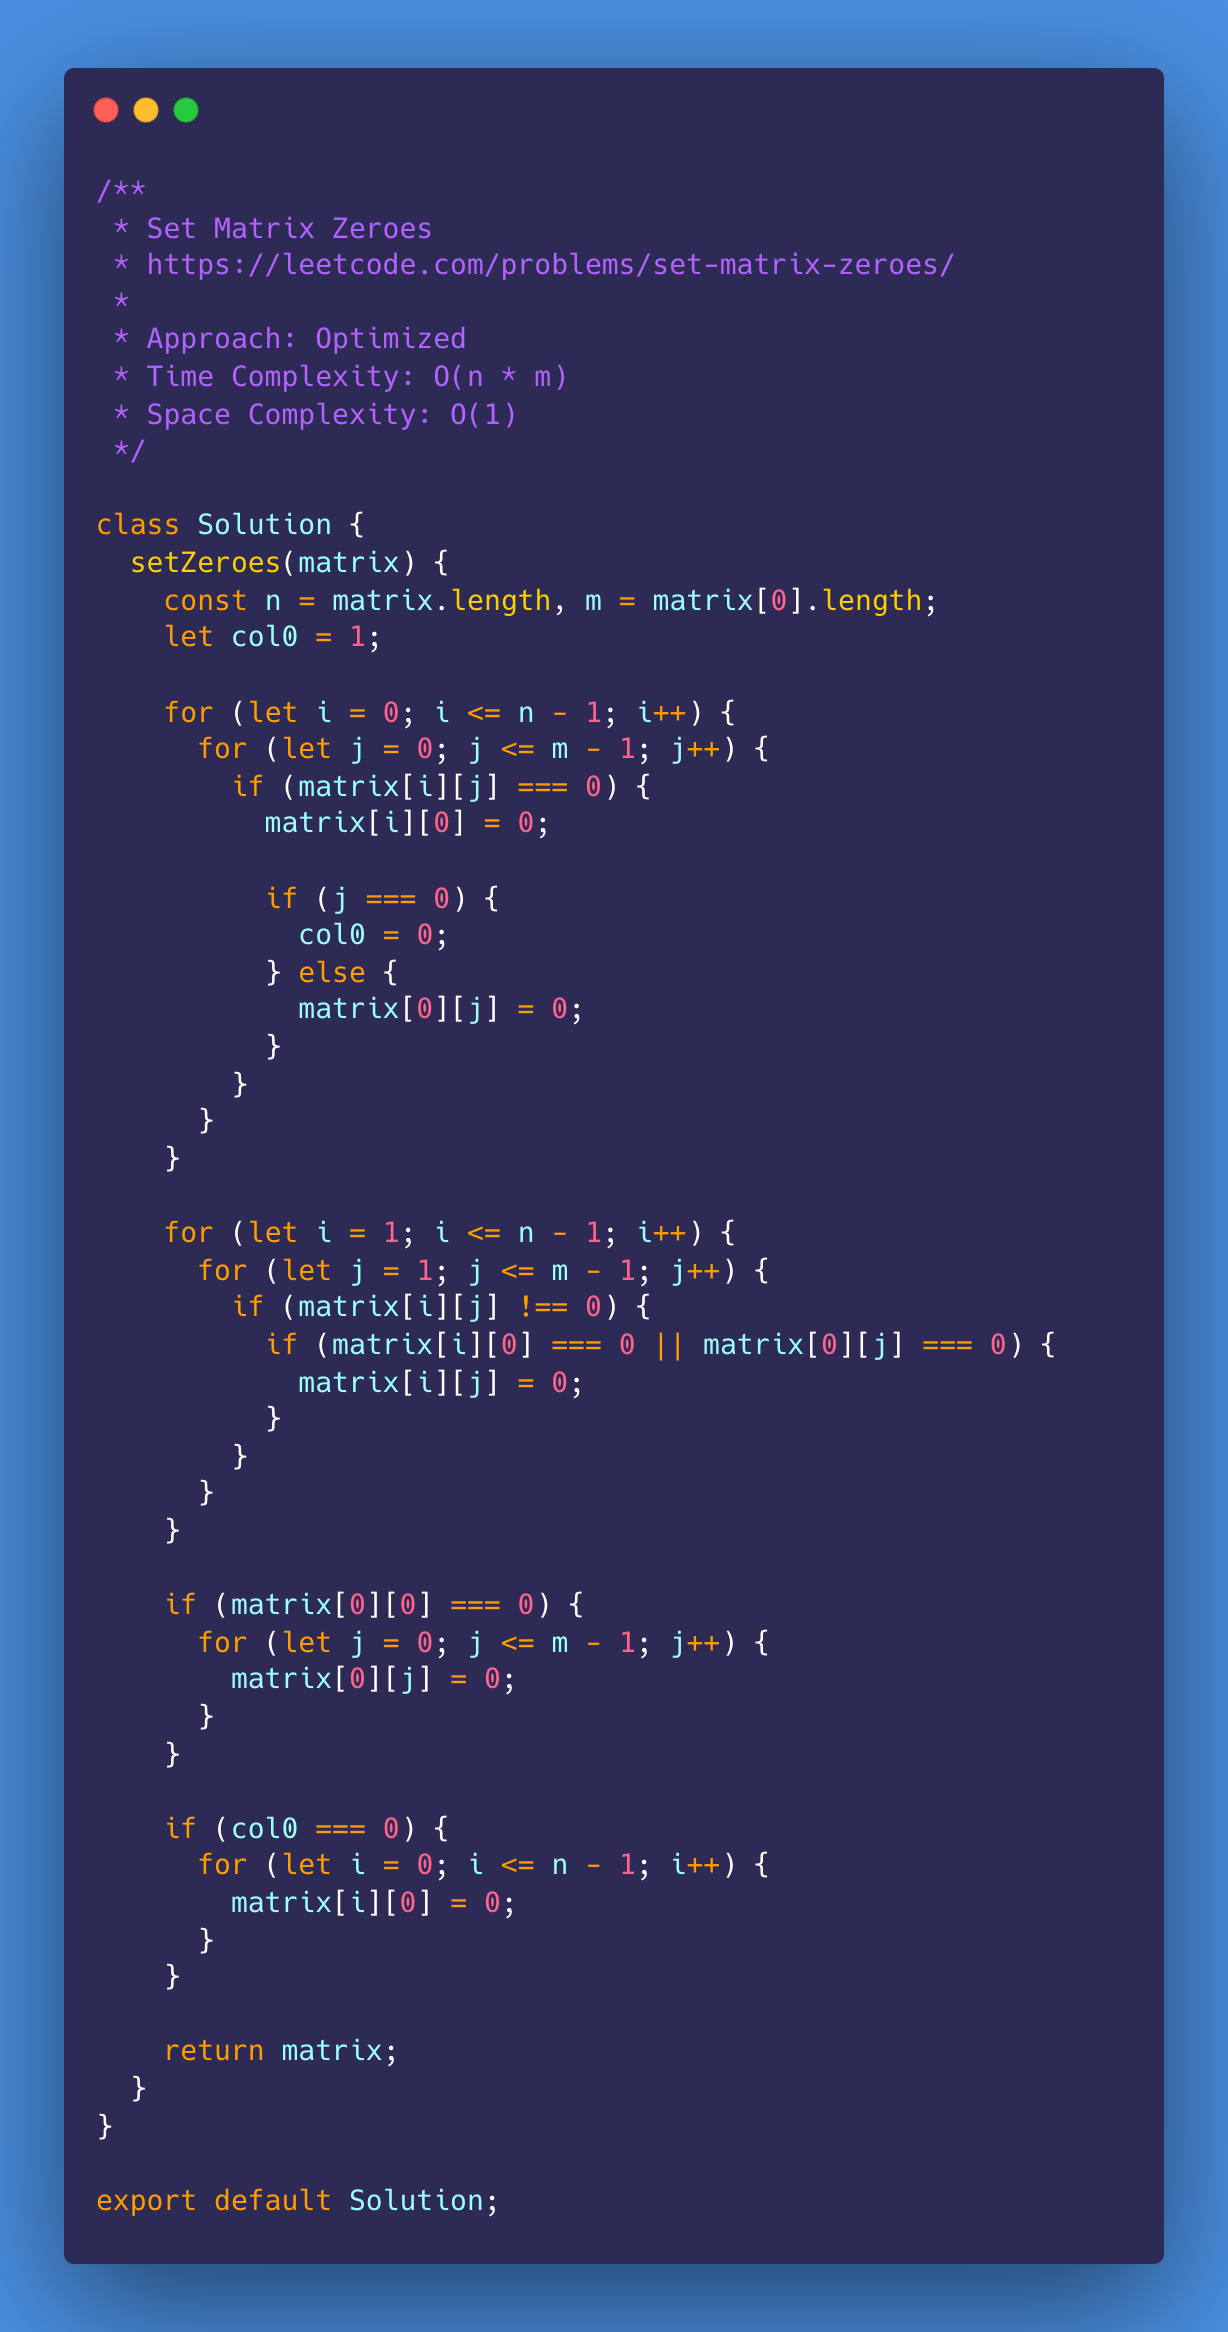 /**
 * Set Matrix Zeroes
 * https://leetcode.com/problems/set-matrix-zeroes/
 *
 * Approach: Optimized
 * Time Complexity: O(n * m)
 * Space Complexity: O(1)
 */

class Solution {
  setZeroes(matrix) {
    const n = matrix.length, m = matrix[0].length;
    let col0 = 1;

    for (let i = 0; i <= n - 1; i++) {
      for (let j = 0; j <= m - 1; j++) {
        if (matrix[i][j] === 0) {
          matrix[i][0] = 0;

          if (j === 0) {
            col0 = 0;
          } else {
            matrix[0][j] = 0;
          }
        }
      }
    }

    for (let i = 1; i <= n - 1; i++) {
      for (let j = 1; j <= m - 1; j++) {
        if (matrix[i][j] !== 0) {
          if (matrix[i][0] === 0 || matrix[0][j] === 0) {
            matrix[i][j] = 0;
          }
        }
      }
    }

    if (matrix[0][0] === 0) {
      for (let j = 0; j <= m - 1; j++) {
        matrix[0][j] = 0;
      }
    }

    if (col0 === 0) {
      for (let i = 0; i <= n - 1; i++) {
        matrix[i][0] = 0;
      }
    }

    return matrix;
  }
}

export default Solution;